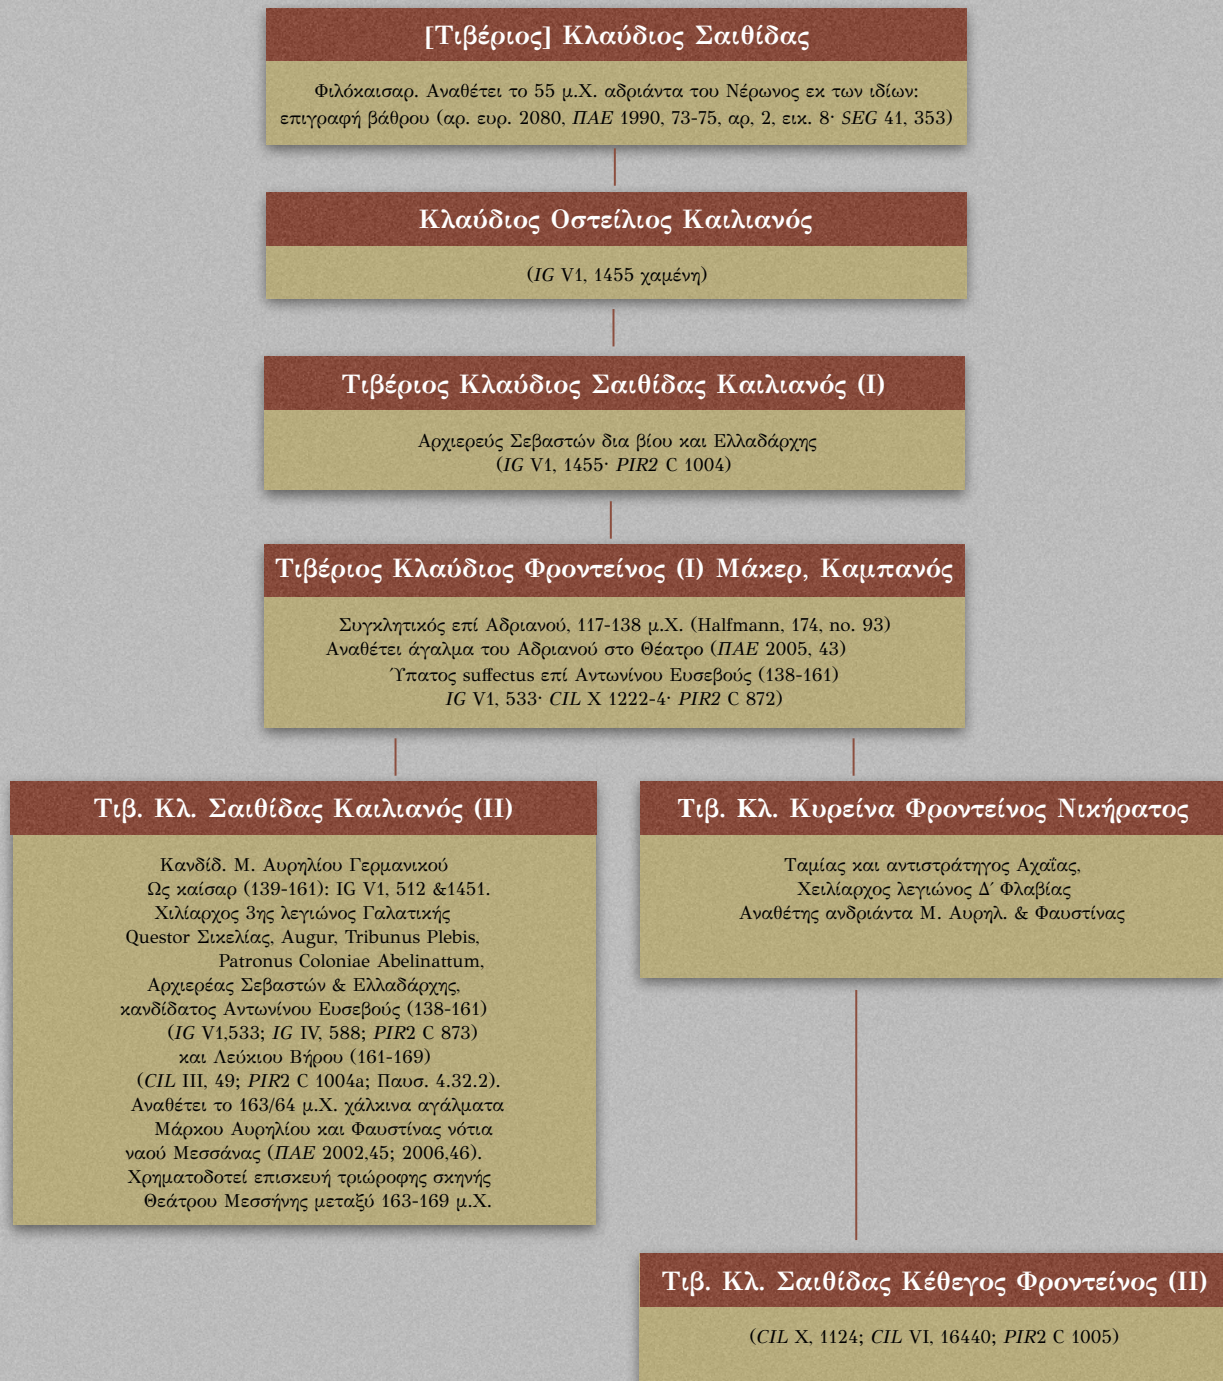 [Τιβέριος] Κλαύδιος Σαιθίδας
Φιλόκαισαρ. Αναθέτει το 55 μ.Χ. αδριάντα του Νέρωνος εκ των ιδίων:
επιγραφή βάθρου (αρ. ευρ. 2080, ΠΑΕ 1990, 73-75, αρ, 2, εικ. 8· SEG 41, 353)
Κλαύδιος Οστείλιος Καιλιανός
(IG V1, 1455 χαμένη)
Τιβέριος Κλαύδιος Σαιθίδας Καιλιανός (I)
Αρχιερεύς Σεβαστών δια βίου και Ελλαδάρχης
(IG V1, 1455· PIR2 C 1004)
Τιβέριος Κλαύδιος Φροντείνος (I) Μάκερ, Καμπανός
Συγκλητικός επί Αδριανού, 117-138 μ.Χ. (Halfmann, 174, no. 93)
Αναθέτει άγαλμα του Αδριανού στο Θέατρο (ΠΑΕ 2005, 43)
Ύπατος suffectus επί Αντωνίνου Ευσεβούς (138-161)
IG V1, 533· CIL X 1222-4· PIR2 C 872)
Τιβ. Κλ. Σαιθίδας Καιλιανός (II)
Κανδίδ. Μ. Αυρηλίου Γερμανικού
Ως καίσαρ (139-161): IG V1, 512 &1451.
Χιλίαρχος 3ης λεγιώνος Γαλατικής
Questor Σικελίας, Augur, Tribunus Plebis,
Patronus Coloniae Abelinattum,
Αρχιερέας Σεβαστών & Ελλαδάρχης,
κανδίδατος Αντωνίνου Ευσεβούς (138-161)
(IG V1,533; IG IV, 588; PIR2 C 873)
και Λεύκιου Βήρου (161-169)
(CIL III, 49; PIR2 C 1004a; Παυσ. 4.32.2).
Αναθέτει το 163/64 μ.Χ. χάλκινα αγάλματα
Μάρκου Αυρηλίου και Φαυστίνας νότια
ναού Μεσσάνας (ΠΑΕ 2002,45; 2006,46).
Χρηματοδοτεί επισκευή τριώροφης σκηνής
Θεάτρου Μεσσήνης μεταξύ 163-169 μ.Χ.
Τιβ. Κλ. Κυρείνα Φροντείνος Νικήρατος
Ταμίας και αντιστράτηγος Αχαΐας,
Χειλίαρχος λεγιώνος Δ΄ Φλαβίας
Αναθέτης ανδριάντα Μ. Αυρηλ. & Φαυστίνας
Τιβ. Κλ. Σαιθίδας Κέθεγος Φροντείνος (II)
(CIL X, 1124; CIL VI, 16440; PIR2 C 1005)